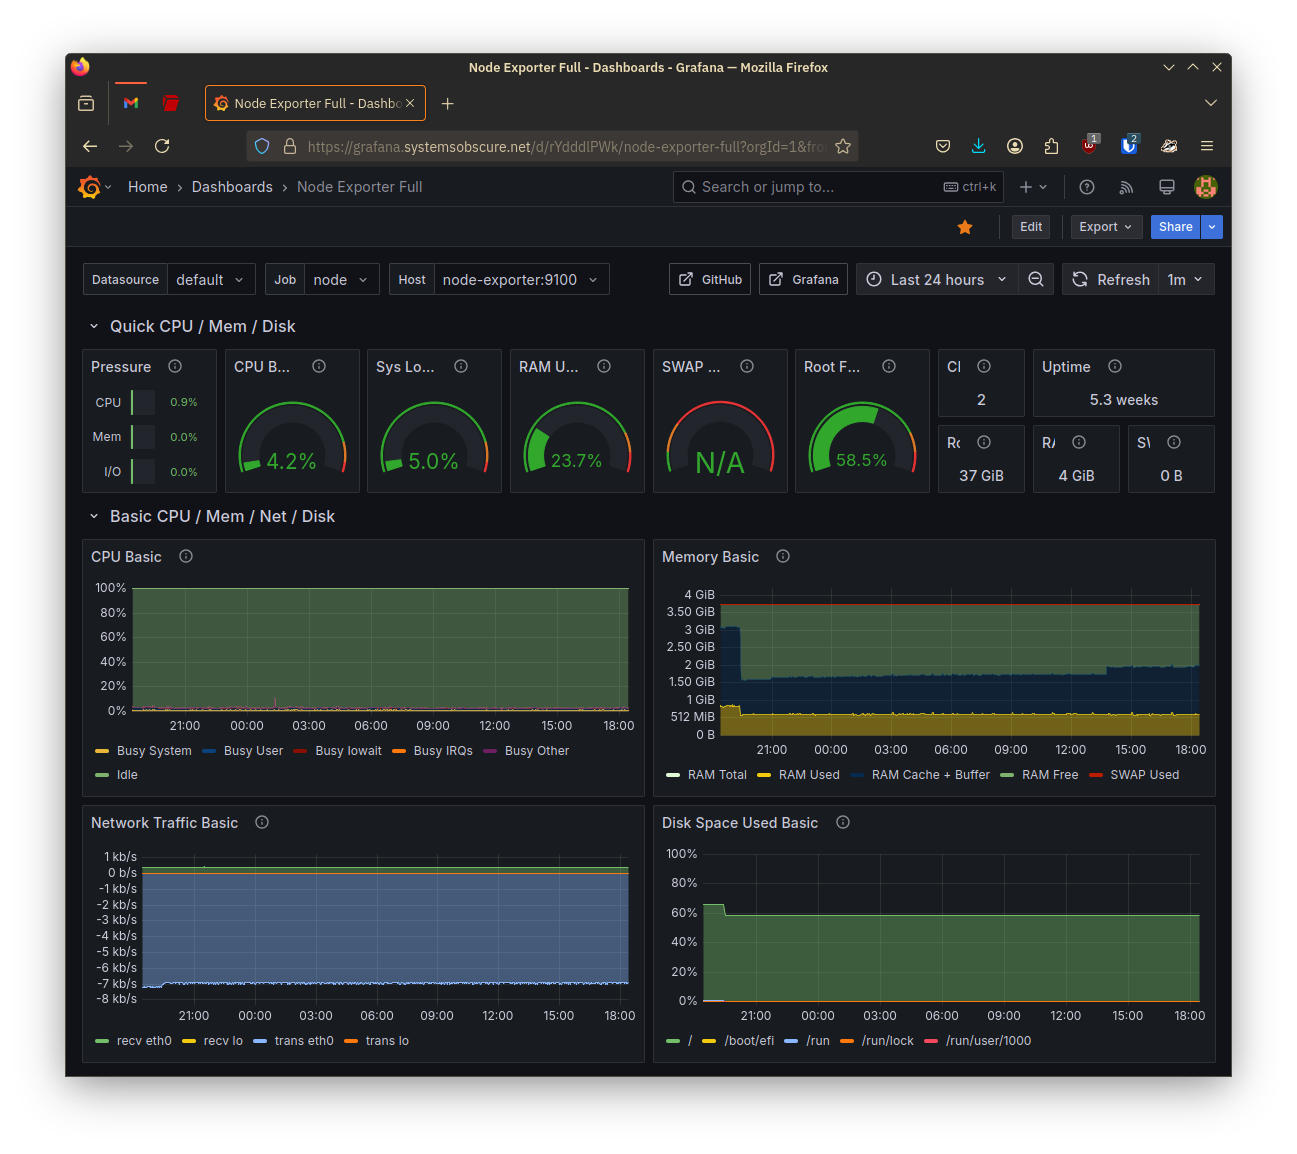 Node Exporter Full - Dashboards - Grafana — Mozilla Firefox
Node Exporter Full - Dashbo
https://grafana.systemsobscure.net/d/rYdddlPWk/node-exporter-full?orgId=1&fro
1
2
Home › Dashboards › Node Exporter Full
Search or jump to...
ctrl+k
Edit
Export
Share
Datasource
default
Job
node
Host
node-exporter:9100
GitHub
Grafana
Last 24 hours
Refresh
1m
Quick CPU / Mem / Disk
Pressure
CPU
0.9%
Mem
0.0%
I/O
0.0%
CPU B...
4.2%
Sys Lo...
5.0%
RAM U...
23.7%
SWAP ...
N/A
Root F...
58.5%
2
Uptime
5.3 weeks
37 GiB
4 GiB
0 B
Basic CPU / Mem / Net / Disk
CPU Basic
100%
80%
60%
40%
20%
0%
21:00 00:00 03:00 06:00 09:00 12:00 15:00 18:00
Busy System Busy User Busy Iowait Busy IRQs Busy Other
Idle
Memory Basic
4 GiB
3.50 GiB
3 GiB
2.50 GiB
2 GiB
1.50 GiB
1 GiB
512 MiB
0 B
21:00 00:00 03:00 06:00 09:00 12:00 15:00 18:00
RAM Total RAM Used RAM Cache + Buffer RAM Free SWAP Used
Network Traffic Basic
1 kb/s
0 b/s
-1 kb/s
-2 kb/s
-3 kb/s
-4 kb/s
-5 kb/s
-6 kb/s
-7 kb/s
-8 kb/s
21:00 00:00 03:00 06:00 09:00 12:00 15:00 18:00
recv eth0 recv lo trans eth0 trans lo
Disk Space Used Basic
100%
80%
60%
40%
20%
0%
21:00 00:00 03:00 06:00 09:00 12:00 15:00 18:00
/ /boot/efi /run /run/lock /run/user/1000